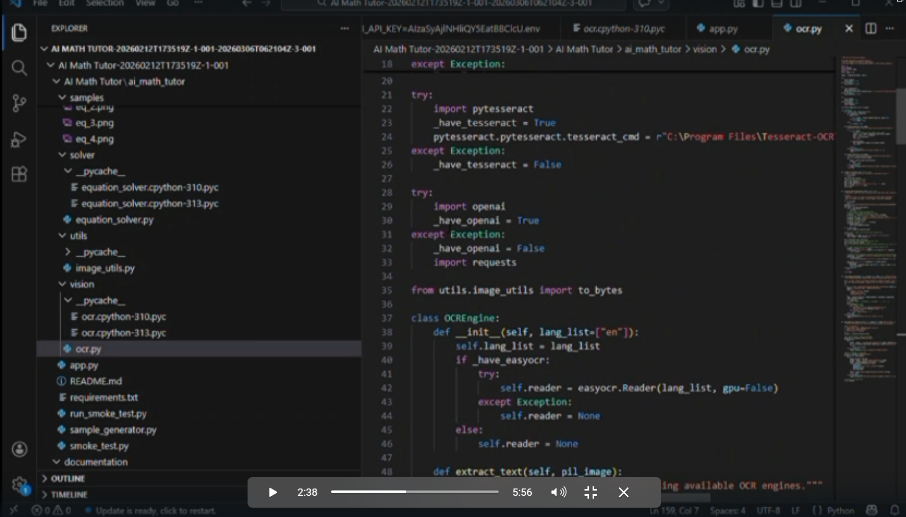 File Edit Selection View Go ... AI Math Tutor-20260212T173519Z-1-001-20260306T062104Z-3-001
EXPLORER
AI MATH TUTOR-20260212T173519Z-1-001-20260306T062104Z-3-001
AI Math Tutor-20260212T173519Z-1-001
AI Math Tutor \ ai_math_tutor
samples
eq_2.png
eq_3.png
eq_4.png
solver
__pycache__
equation_solver.cpython-310.pyc
equation_solver.cpython-313.pyc
equation_solver.py
utils
__pycache__
image_utils.py
vision
__pycache__
ocr.cpython-310.pyc
ocr.cpython-313.pyc
ocr.py
app.py
README.md
requirements.txt
run_smoke_test.py
sample_generator.py
smoke_test.py
documentation
OUTLINE
TIMELINE
ocr.cpython-310.pyc
app.py
ocr.py
AI Math Tutor-20260212T173519Z-1-001 > AI Math Tutor > ai_math_tutor > vision > ocr.py
18 except Exception:
20
21 try:
22 import pytesseract
23 _have_tesseract = True
24 pytesseract.pytesseract.tesseract_cmd = r"C:\Program Files\Tesseract-OCR
25 except Exception:
26 _have_tesseract = False
27
28 try:
29 import openai
30 _have_openai = True
31 except Exception:
32 _have_openai = False
33 import requests
34
35 from utils.image_utils import to_bytes
36
37 class OCREngine:
38 def __init__(self, lang_list=["en"]):
39 self.lang_list = lang_list
40 if _have_easyocr:
41 try:
42 self.reader = easyocr.Reader(lang_list, gpu=False)
43 except Exception:
44 self.reader = None
45 else:
46 self.reader = None
47
48 def extract_text(self, pil_image):
ing available OCR engines."""
2:38 5:56
0 0 Update is ready, click to restart. Ln 159, Col 7 Spaces: 4 UTF-8 LF Python